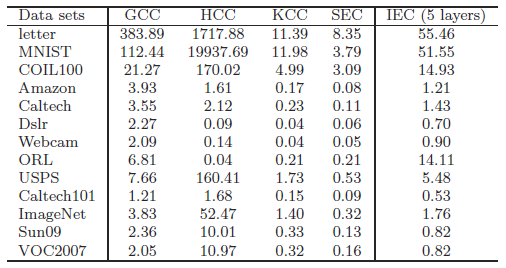 Data sets GCC HCC KCC SEC IEC (5 layers)
letter 383.89 1717.88 11.39 8.35 55.46
MNIST 112.44 19937.69 11.98 3.79 51.55
COIL100 21.27 170.02 4.99 3.09 14.93
Amazon 3.93 1.61 0.17 0.08 1.21
Caltech 3.55 2.12 0.23 0.11 1.43
Dslr 2.27 0.09 0.04 0.06 0.70
Webcam 2.09 0.14 0.04 0.05 0.90
ORL 6.81 0.04 0.21 0.21 14.11
USPS 7.66 160.41 1.73 0.53 5.48
Caltech101 1.21 1.68 0.15 0.09 0.53
ImageNet 3.83 52.47 1.40 0.32 1.76
Sun09 2.36 10.01 0.33 0.13 0.82
VOC2007 2.05 10.97 0.32 0.16 0.82